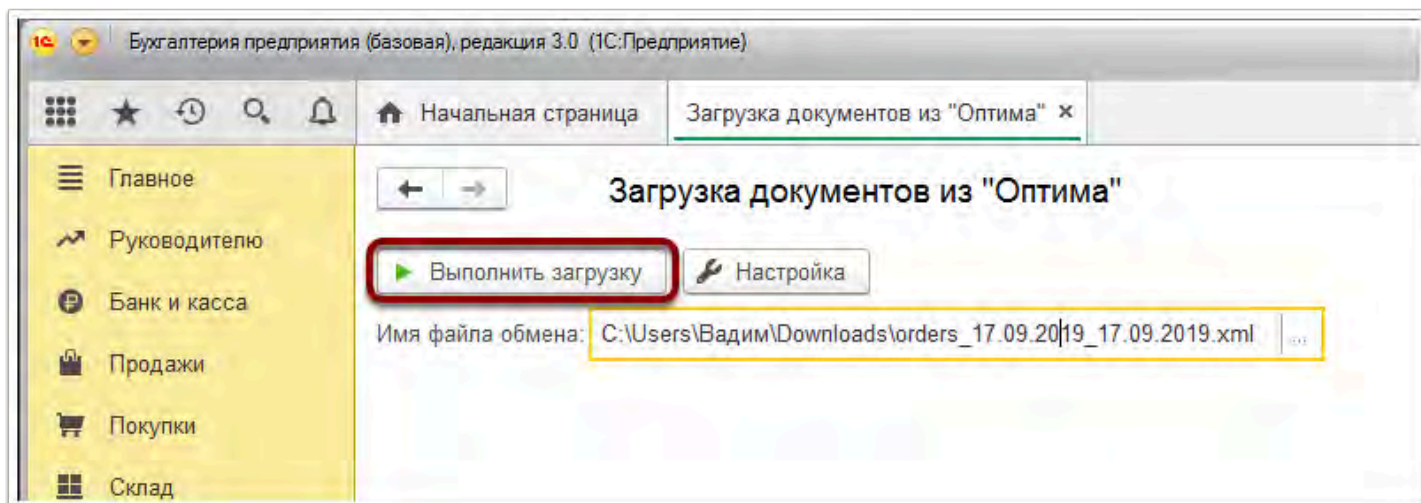 1С Бухгалтерия предприятия (базовая), редакция 3.0 (1С:Предприятие)
Начальная страница Загрузка документов из "Оптима" ×
Главное
Загрузка документов из "Оптима"
Руководителю
Выполнить загрузку Настройка
Банк и касса
Имя файла обмена: C:\Users\Вадим\Downloads\orders_17.09.2019_17.09.2019.xml ...
Продажи
Покупки
Склад